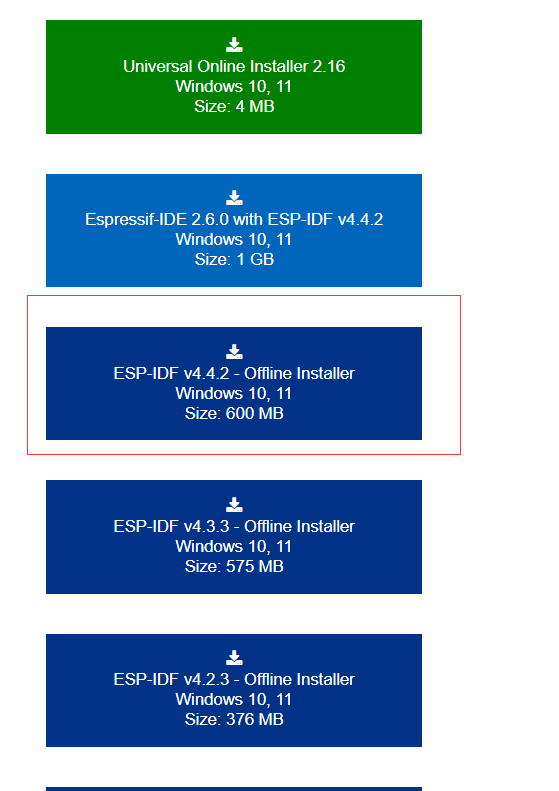 Universal Online Installer 2.16
Windows 10, 11
Size: 4 MB
Espressif-IDE 2.6.0 with ESP-IDF v4.4.2
Windows 10, 11
Size: 1 GB
ESP-IDF v4.4.2 - Offline Installer
Windows 10, 11
Size: 600 MB
ESP-IDF v4.3.3 - Offline Installer
Windows 10, 11
Size: 575 MB
ESP-IDF v4.2.3 - Offline Installer
Windows 10, 11
Size: 376 MB